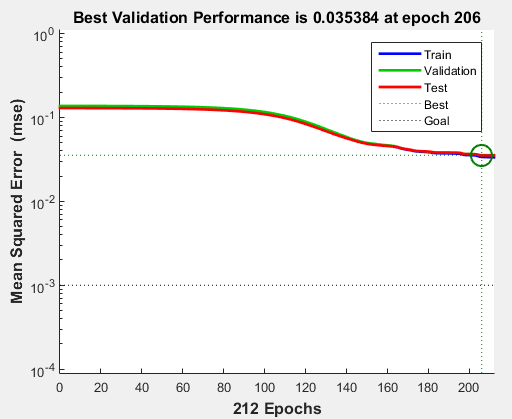 Best Validation Performance is 0.035384 at epoch 206
Mean Squared Error (mse)
10^0
10^-1
10^-2
10^-3
10^-4
Train
Validation
Test
Best
Goal
0 20 40 60 80 100 120 140 160 180 200
212 Epochs